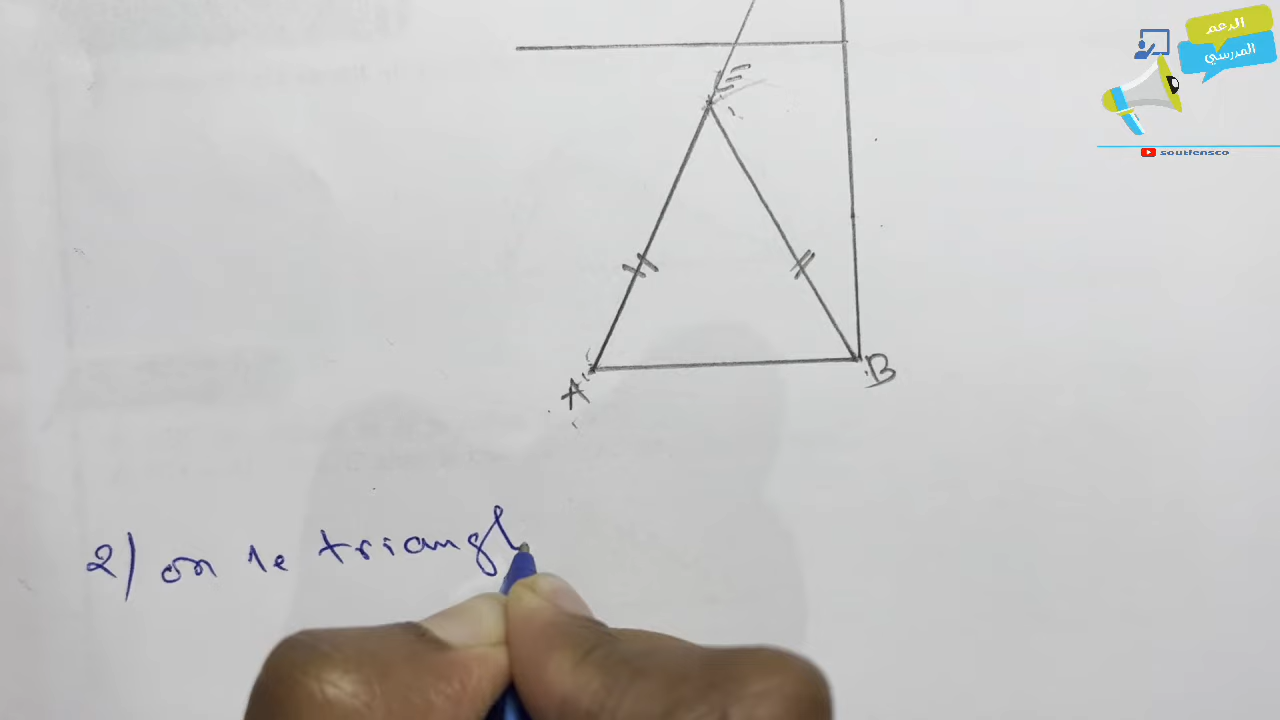 الدعم
المدرسي
soutiensco
E
A
B
2) on le triangl